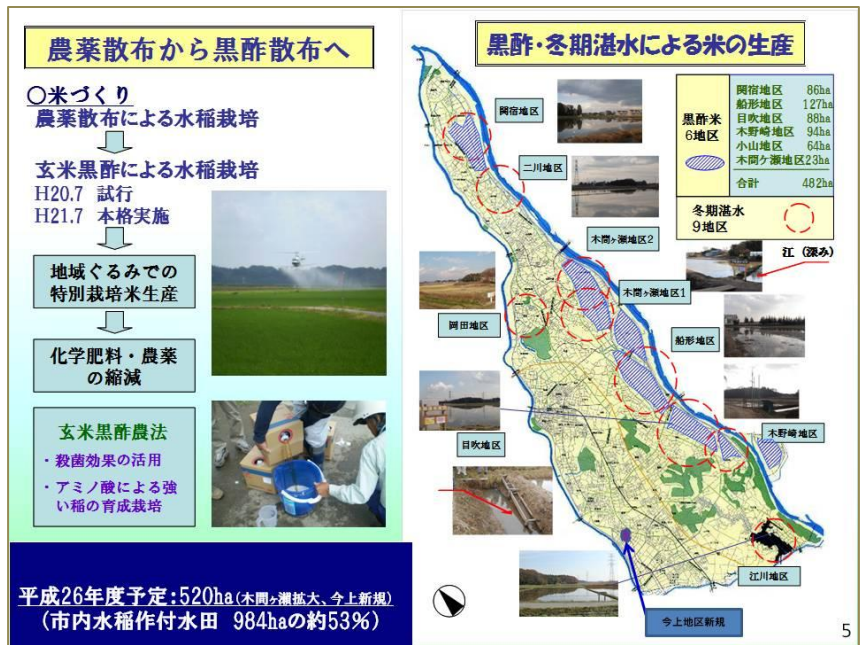 農薬散布から黒酢散布へ
○米づくり
農薬散布による水稲栽培
玄米黒酢による水稲栽培
H20.7 試行
H21.7 本格実施
地域ぐるみでの
特別栽培米生産
化学肥料・農薬
の縮減
玄米黒酢農法
・殺菌効果の活用
・アミノ酸による強
い稲の育成栽培
平成26年度予定:520ha(木間ヶ瀬拡大、今上新規)
(市内水稲作付水田 984haの約53%)
黒酢・冬期湛水による米の生産
黒酢米
6地区
関宿地区 86ha
船形地区 127ha
目吹地区 88ha
木野崎地区 94ha
小山地区 64ha
木間ケ瀬地区23ha
合計 482ha
冬期湛水
9地区
江(深み)
関宿地区
二川地区
木間ヶ瀬地区2
木間ヶ瀬地区1
岡田地区
船形地区
目吹地区
木野崎地区
江川地区
今上地区新規
5